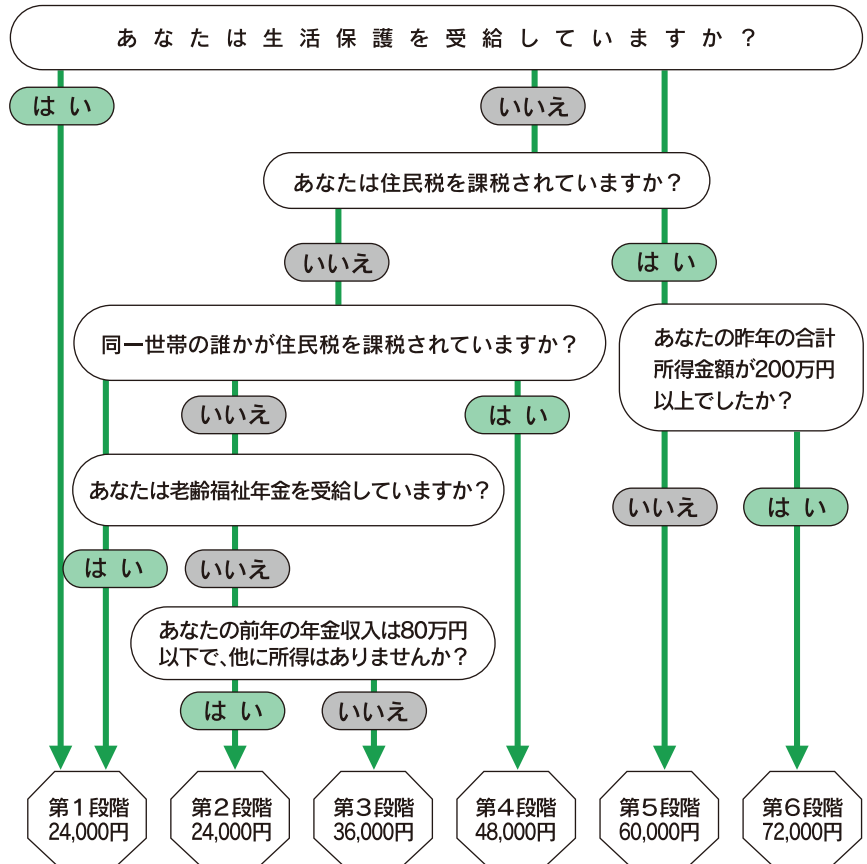 あなたは生活保護を受給していますか？
はい
いいえ
あなたは住民税を課税されていますか？
いいえ
はい
同一世帯の誰かが住民税を課税されていますか？
あなたの昨年の合計
所得金額が200万円
以上でしたか？
いいえ
はい
あなたは老齢福祉年金を受給していますか？
いいえ
はい
はい
いいえ
あなたの前年の年金収入は80万円
以下で、他に所得はありませんか？
はい
いいえ
第1段階
24,000円
第2段階
24,000円
第3段階
36,000円
第4段階
48,000円
第5段階
60,000円
第6段階
72,000円